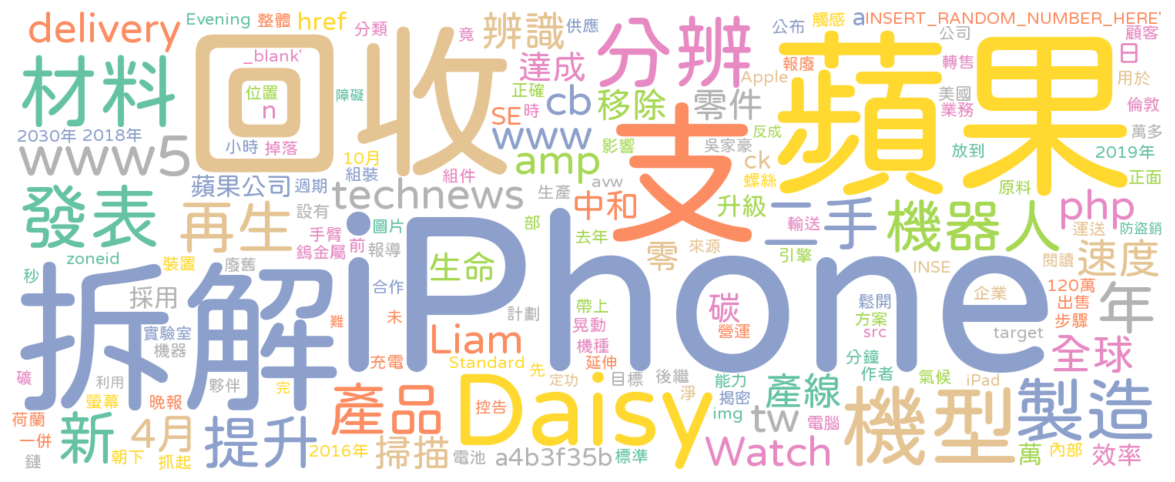 delivery
Evening
整體
href
分類
竟
辨識
供應
分辨
公布
觸感
aINSERT_RANDOM_NUMBER_HERE'
公司
顧客
日
材料
回收
_blank'
位置
n
障礙
達成
正確
cb
移除
零件
Apple
報廢
蘋果
轉售
美國
業務
用於
倫敦
2030年
2018年
小時
掉落
SE
時
www
影響
吳家豪
反成
萬多
www5
10月
組裝
組件
amp
支
ck
螺絲
放到
2019年
正面
原料
蘋果公司
週期
technews
生產
avw
中和
升級
發表
再生
設有
手臂
鎢金屬
前
圖片
報導
部
去年
來源
零
二手
輸送
引擎
機器人
php
運送
防盜銷
閱讀
速度
zoneid
秒
裝置
廢舊
拆解
iPhone
生命
合作
帶上
晃動
機種
延伸
碳
營運
鬆開
方案
src
INSE
企業
120萬
出售
步驟
年
採用
實驗室
機器
難
未
計劃
Liam
充電
Standard
先
target
分鐘
作者
全球
礦
利用
螢幕
夥伴
完
晚報
荷蘭
一併
鏈
朝下
新
4月
抓起
提升
2016年
產品
控告
掃描
電池
Daisy
定功
目標
後繼
淨
能力
揭密
img
產線
氣候
iPad
tw
電腦
機型
製造
a4b3f35b
標準
Watch
萬
內部
效率